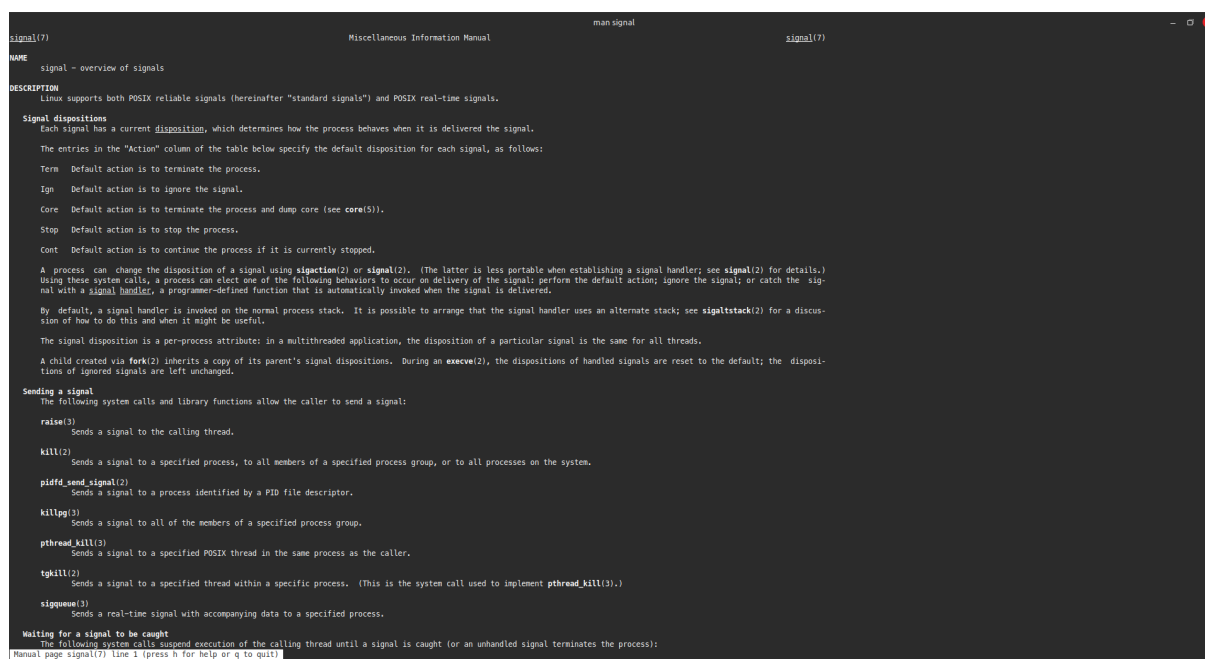 man signal
signal(7) Miscellaneous Information Manual signal(7)
NAME
signal - overview of signals
DESCRIPTION
Linux supports both POSIX reliable signals (hereinafter "standard signals") and POSIX real-time signals.
Signal dispositions
Each signal has a current disposition, which determines how the process behaves when it is delivered the signal.
The entries in the "Action" column of the table below specify the default disposition for each signal, as follows:
Term Default action is to terminate the process.
Ign Default action is to ignore the signal.
Core Default action is to terminate the process and dump core (see core(5)).
Stop Default action is to stop the process.
Cont Default action is to continue the process if it is currently stopped.
A process can change the disposition of a signal using sigaction(2) or signal(2). (The latter is less portable when establishing a signal handler; see signal(2) for details.)
Using these system calls, a process can elect one of the following behaviors to occur on delivery of the signal: perform the default action; ignore the signal; or catch the sig-
nal with a signal handler, a programmer-defined function that is automatically invoked when the signal is delivered.
By default, a signal handler is invoked on the normal process stack. It is possible to arrange that the signal handler uses an alternate stack; see sigaltstack(2) for a discus-
sion of how to do this and when it might be useful.
The signal disposition is a per-process attribute: in a multithreaded application, the disposition of a particular signal is the same for all threads.
A child created via fork(2) inherits a copy of its parent's signal dispositions. During an execve(2), the dispositions of handled signals are reset to the default; the disposi-
tions of ignored signals are left unchanged.
Sending a signal
The following system calls and library functions allow the caller to send a signal:
raise(3)
Sends a signal to the calling thread.
kill(2)
Sends a signal to a specified process, to all members of a specified process group, or to all processes on the system.
pidfd_send_signal(2)
Sends a signal to a process identified by a PID file descriptor.
killpg(3)
Sends a signal to all of the members of a specified process group.
pthread_kill(3)
Sends a signal to a specified POSIX thread in the same process as the caller.
tgkill(2)
Sends a signal to a specified thread within a specific process. (This is the system call used to implement pthread_kill(3).)
sigqueue(3)
Sends a real-time signal with accompanying data to a specified process.
Waiting for a signal to be caught
The following system calls suspend execution of the calling thread until a signal is caught (or an unhandled signal terminates the process):
Manual page signal(7) line 1 (press h for help or q to quit)